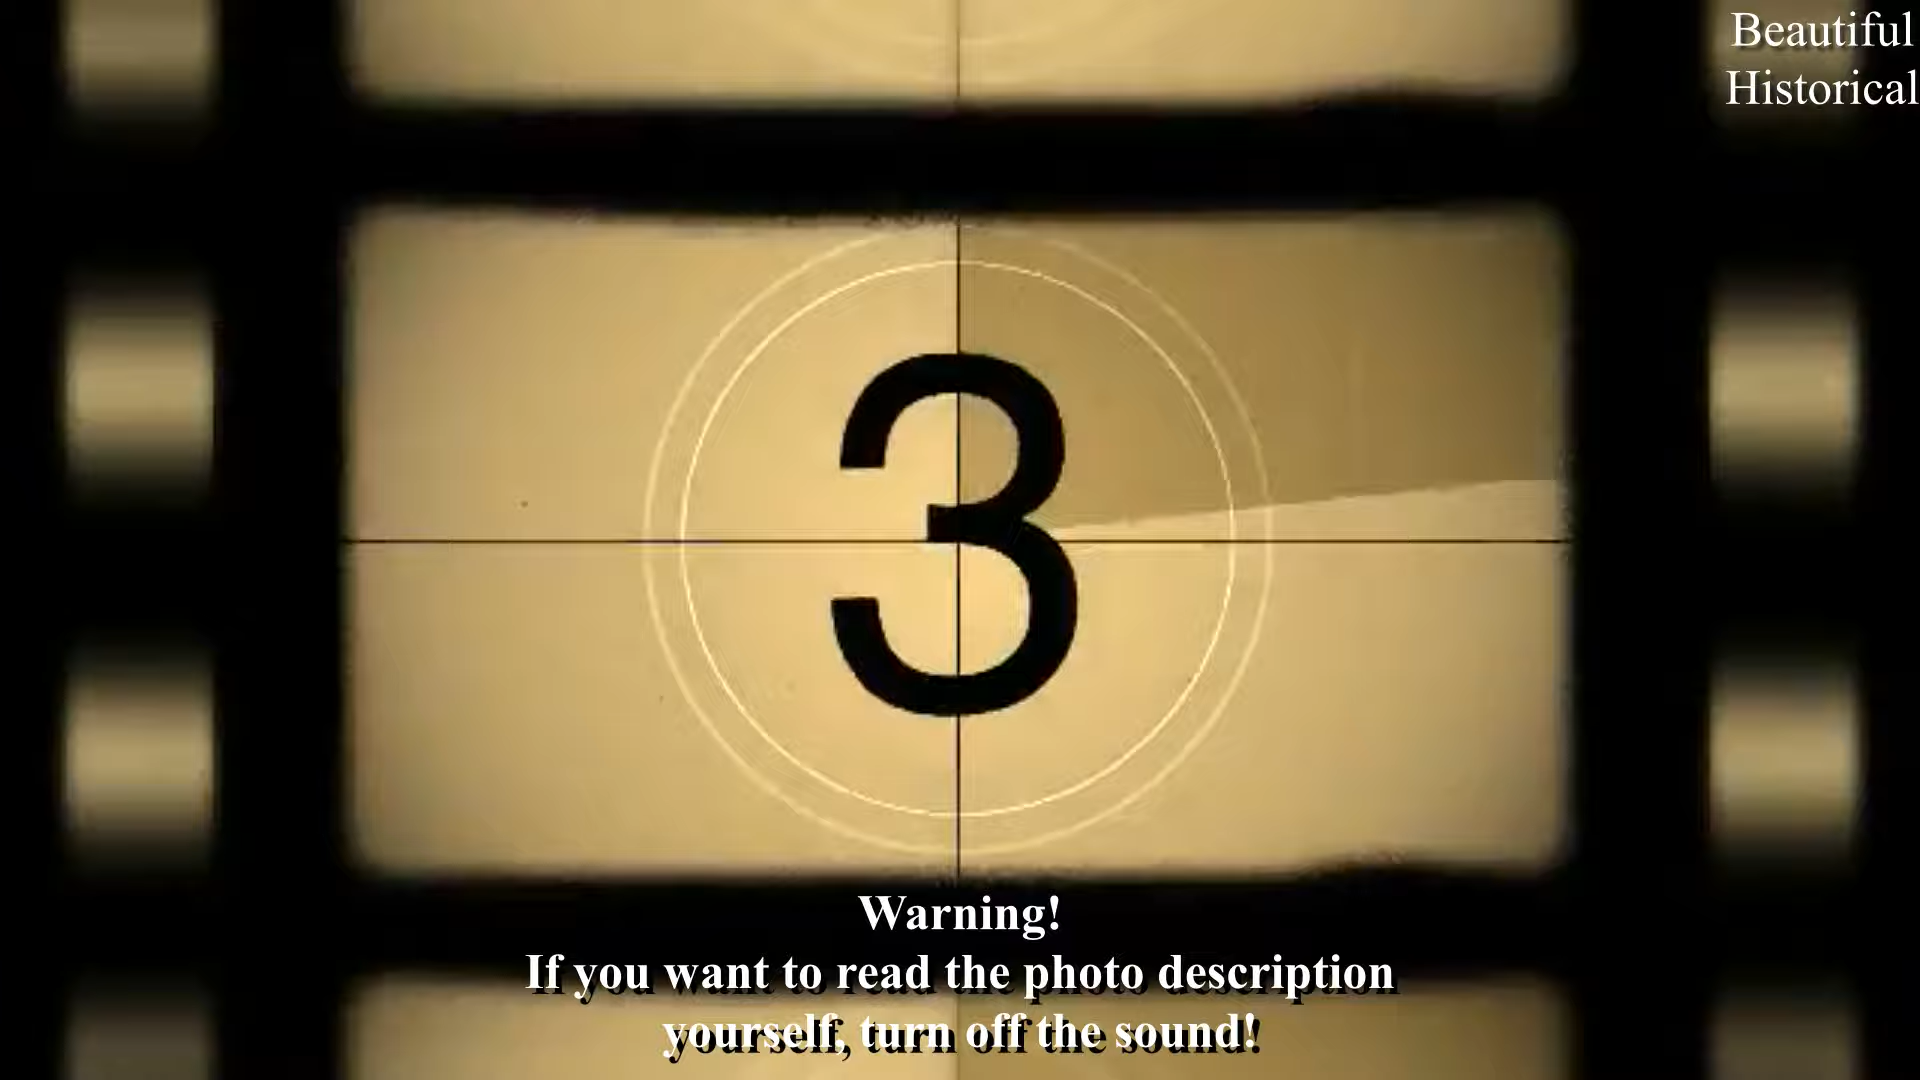 Beautiful
Historical
3
Warning!
If you want to read the photo description
yourself, turn off the sound!